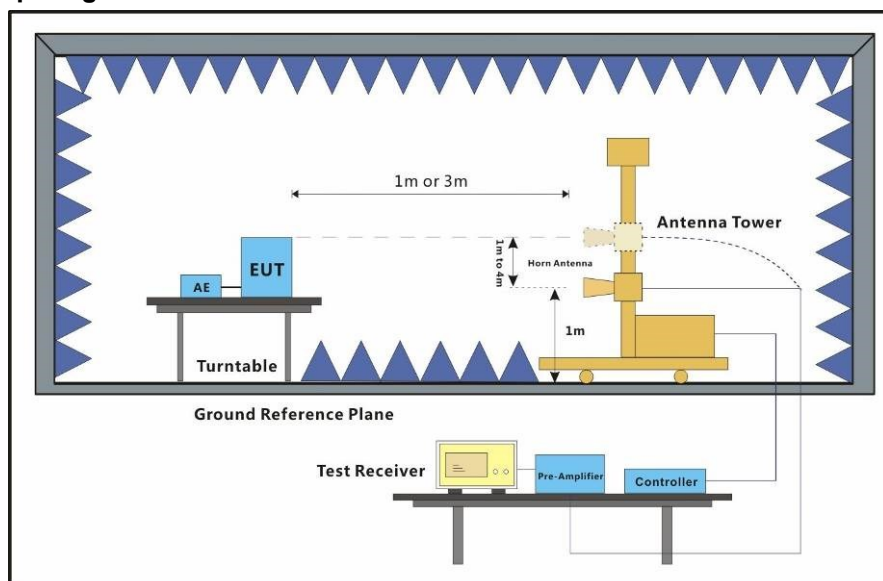 1m or 3m
Antenna Tower
1m to 4m
Horn Antenna
EUT
AE
1m
Turntable
Ground Reference Plane
Test Receiver
Pre-Amplifier
Controller